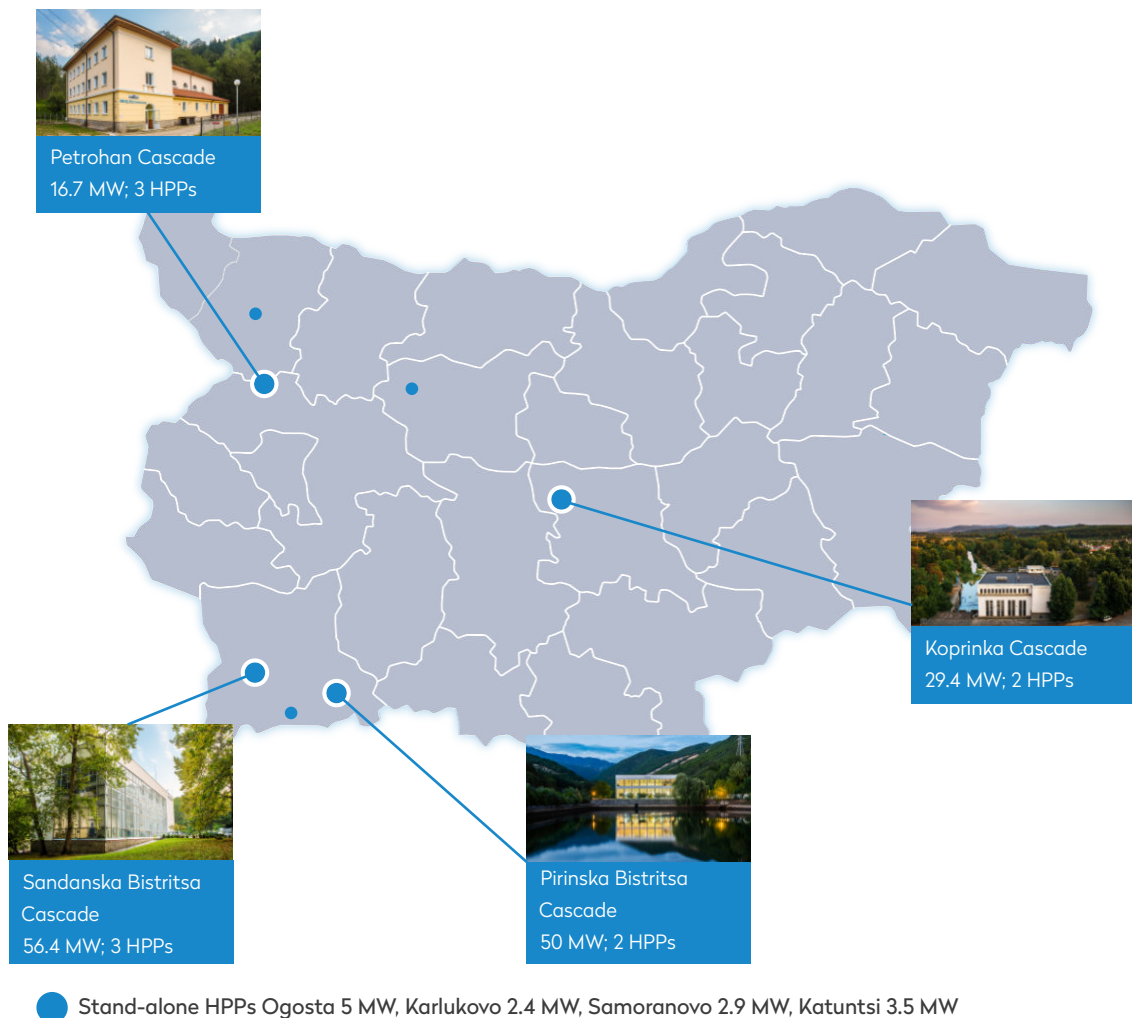 Petrohan Cascade
16.7 MW; 3 HPPs
Koprinka Cascade
29.4 MW; 2 HPPs
Sandanska Bistritsa
Cascade
56.4 MW; 3 HPPs
Pirinska Bistritsa
Cascade
50 MW; 2 HPPs
Stand-alone HPPs Ogosta 5 MW, Karlukovo 2.4 MW, Samoranovo 2.9 MW, Katuntsi 3.5 MW